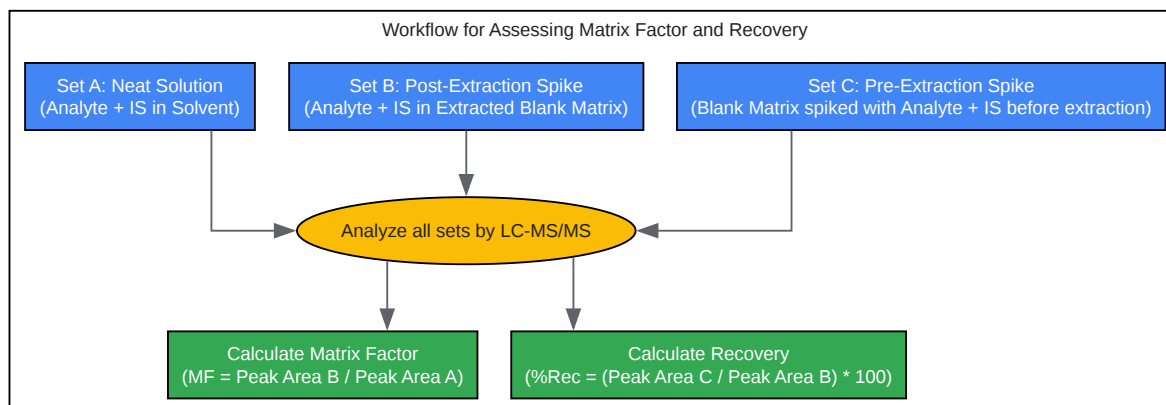 Workflow for Assessing Matrix Factor and Recovery
Set A: Neat Solution
(Analyte + IS in Solvent)
Set B: Post-Extraction Spike
(Analyte + IS in Extracted Blank Matrix)
Set C: Pre-Extraction Spike
(Blank Matrix spiked with Analyte + IS before extraction)
Analyze all sets by LC-MS/MS
Calculate Matrix Factor
(MF = Peak Area B / Peak Area A)
Calculate Recovery
(%Rec = (Peak Area C / Peak Area B) * 100)